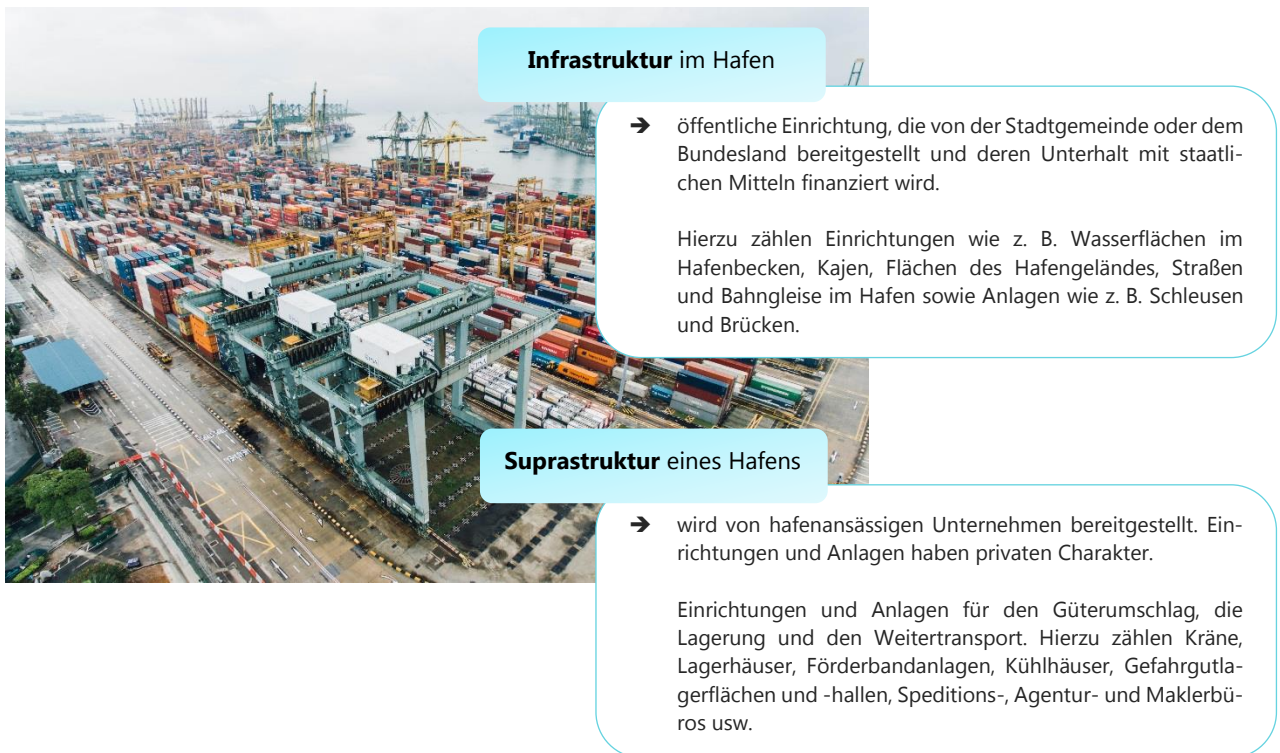 Infrastruktur im Hafen
➔ öffentliche Einrichtung, die von der Stadtgemeinde oder dem
Bundesland bereitgestellt und deren Unterhalt mit staatli-
chen Mitteln finanziert wird.
Hierzu zählen Einrichtungen wie z. B. Wasserflächen im
Hafenbecken, Kajen, Flächen des Hafengeländes, Straßen
und Bahngleise im Hafen sowie Anlagen wie z. B. Schleusen
und Brücken.
Suprastruktur eines Hafens
➔ wird von hafenansässigen Unternehmen bereitgestellt. Ein-
richtungen und Anlagen haben privaten Charakter.
Einrichtungen und Anlagen für den Güterumschlag, die
Lagerung und den Weitertransport. Hierzu zählen Kräne,
Lagerhäuser, Förderbandanlagen, Kühlhäuser, Gefahrgutla-
gerflächen und -hallen, Speditions-, Agentur- und Maklerbü-
ros usw.